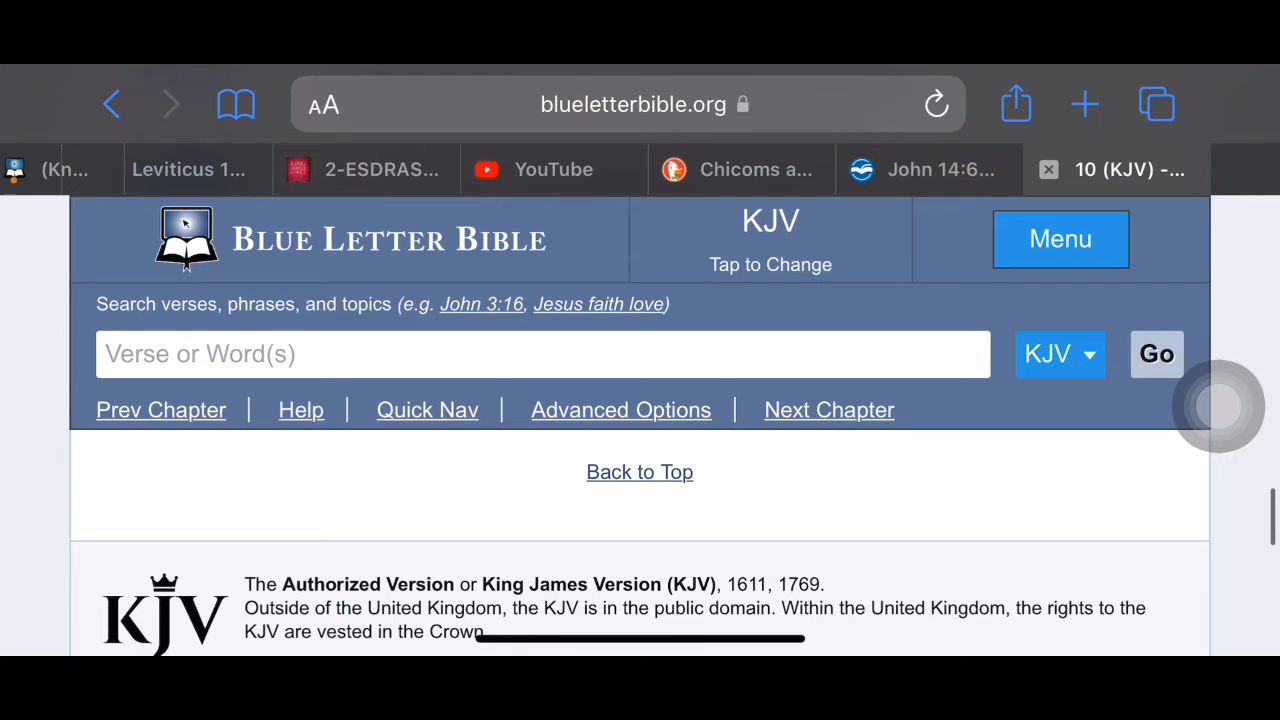 AA blueletterbible.org
(Kn... Leviticus 1... 2-ESDRAS... YouTube Chicoms a... John 14:6... 10 (KJV) -...
BLUE LETTER BIBLE KJV Menu
Tap to Change
Search verses, phrases, and topics (e.g. John 3:16, Jesus faith love)
Verse or Word(s) KJV Go
Prev Chapter | Help | Quick Nav | Advanced Options | Next Chapter
Back to Top
KJV The Authorized Version or King James Version (KJV), 1611, 1769.
Outside of the United Kingdom, the KJV is in the public domain. Within the United Kingdom, the rights to the
KJV are vested in the Crown